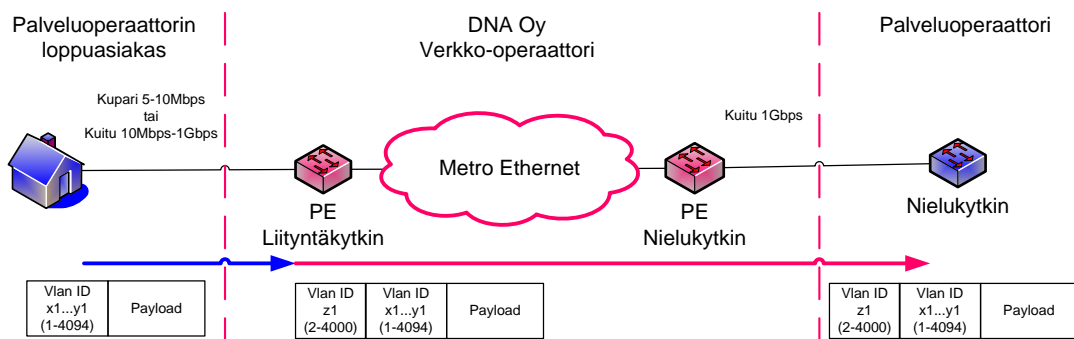 Palveluoperaattorin
loppuasiakas
DNA Oy
Verkko-operaattori
Palveluoperaattori
Kupari 5-10Mbps
tai
Kuitu 10Mbps-1Gbps
Kuitu 1Gbps
Metro Ethernet
PE
Liityntäkytkin
PE
Nielukytkin
Nielukytkin
Vlan ID
x1...y1
(1-4094)
Payload
Vlan ID
z1
(2-4000)
Vlan ID
x1...y1
(1-4094)
Payload
Vlan ID
z1
(2-4000)
Vlan ID
x1...y1
(1-4094)
Payload